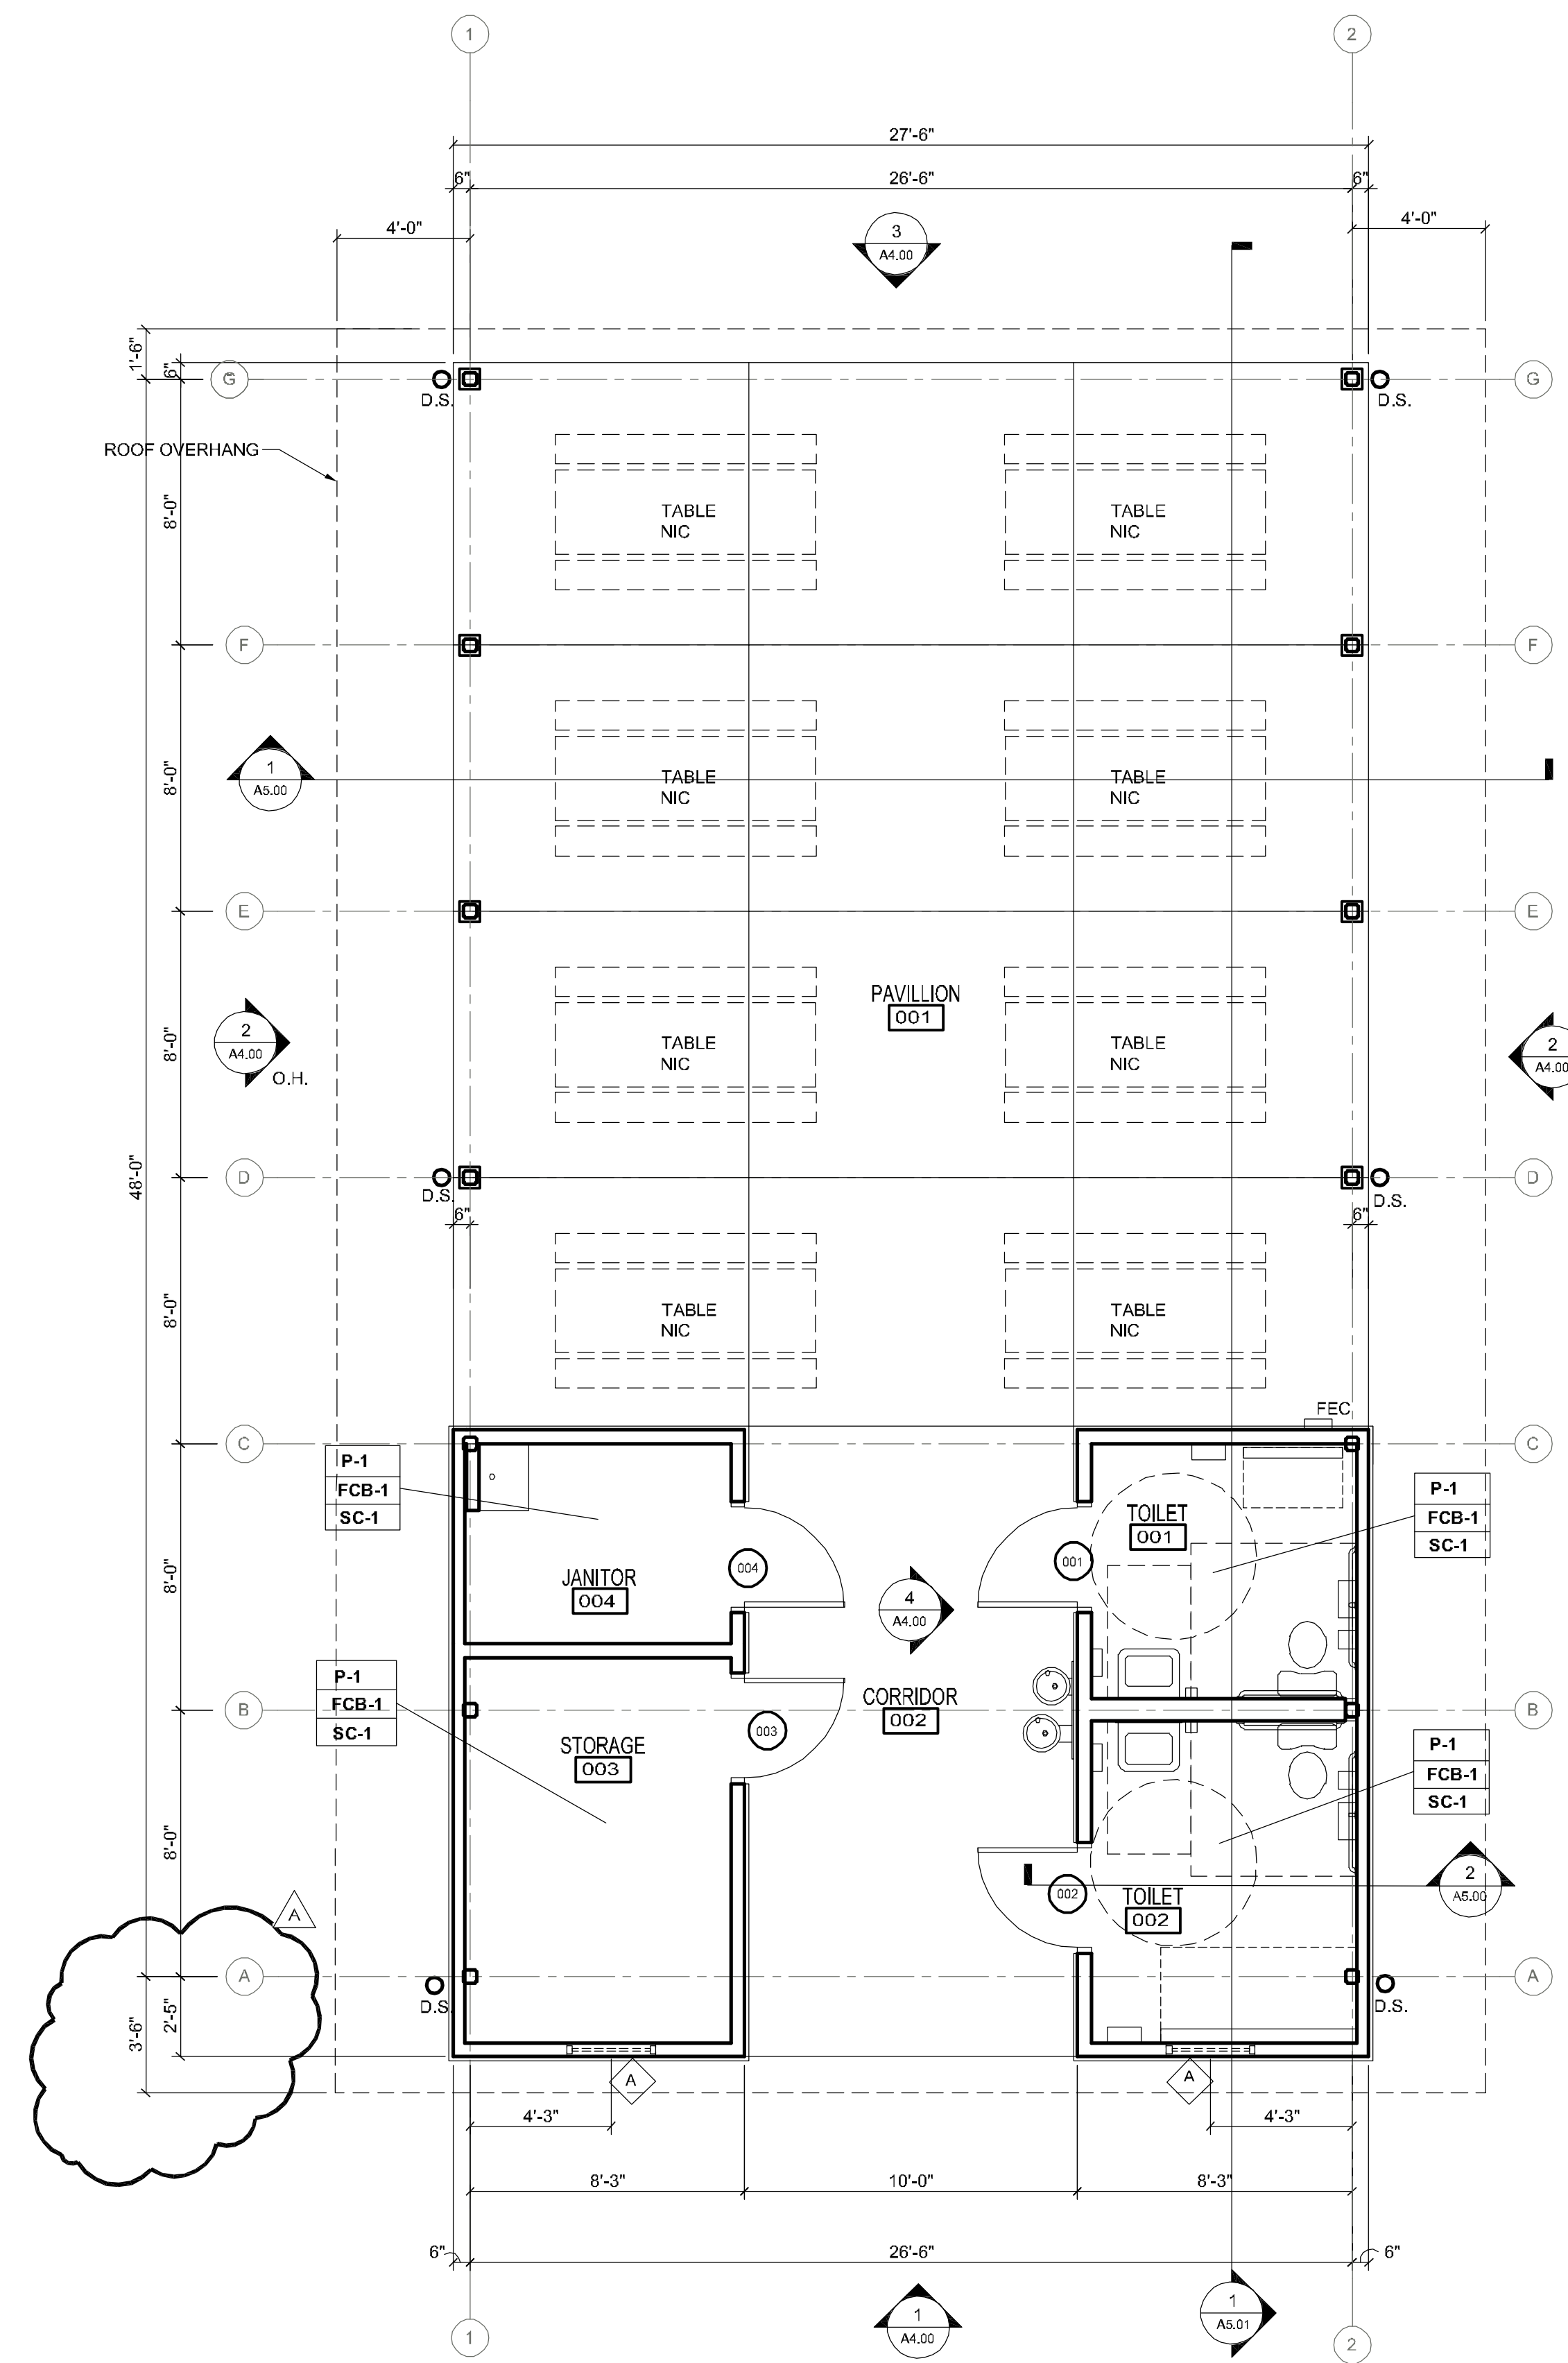 1
2
27'-6"
6"
26'-6"
6"
4'-0"
4'-0"
3
A4.00
1'-6"
6"
G
G
D.S.
D.S.
ROOF OVERHANG
8'-0"
TABLE
NIC
TABLE
NIC
F
F
8'-0"
1
A5.00
TABLE
NIC
TABLE
NIC
E
E
PAVILLION
001
8'-0"
2
A4.00
O.H.
TABLE
NIC
TABLE
NIC
2
A4.00
48'-0"
D
D
D.S.
D.S.
6"
6"
8'-0"
TABLE
NIC
TABLE
NIC
FEC
C
C
P-1
FCB-1
SC-1
P-1
FCB-1
SC-1
TOILET
001
8'-0"
JANITOR
004
004
001
4
A4.00
P-1
FCB-1
SC-1
B
B
CORRIDOR
002
STORAGE
003
003
P-1
FCB-1
SC-1
8'-0"
2
A5.00
002
TOILET
002
A
A
A
D.S.
D.S.
2'-5"
3'-6"
A
A
4'-3"
4'-3"
8'-3"
10'-0"
8'-3"
6"
26'-6"
6"
1
A4.00
1
A5.01
1
2